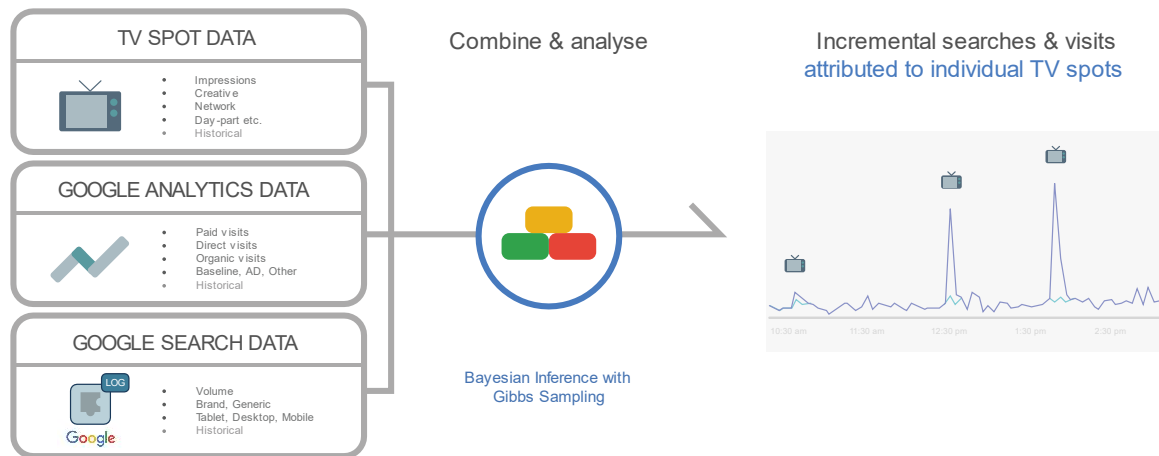 TV SPOT DATA
Impressions
Creative
Network
Day-part etc.
Historical
GOOGLE ANALYTICS DATA
Paid visits
Direct visits
Organic visits
Baseline, AD, Other
Historical
GOOGLE SEARCH DATA
LOG
Google
Volume
Brand, Generic
Tablet, Desktop, Mobile
Historical
Combine & analyse
Bayesian Inference with
Gibbs Sampling
Incremental searches & visits
attributed to individual TV spots
10:30 am 11:30 am 12:30 pm 1:30 pm 2:30 pm